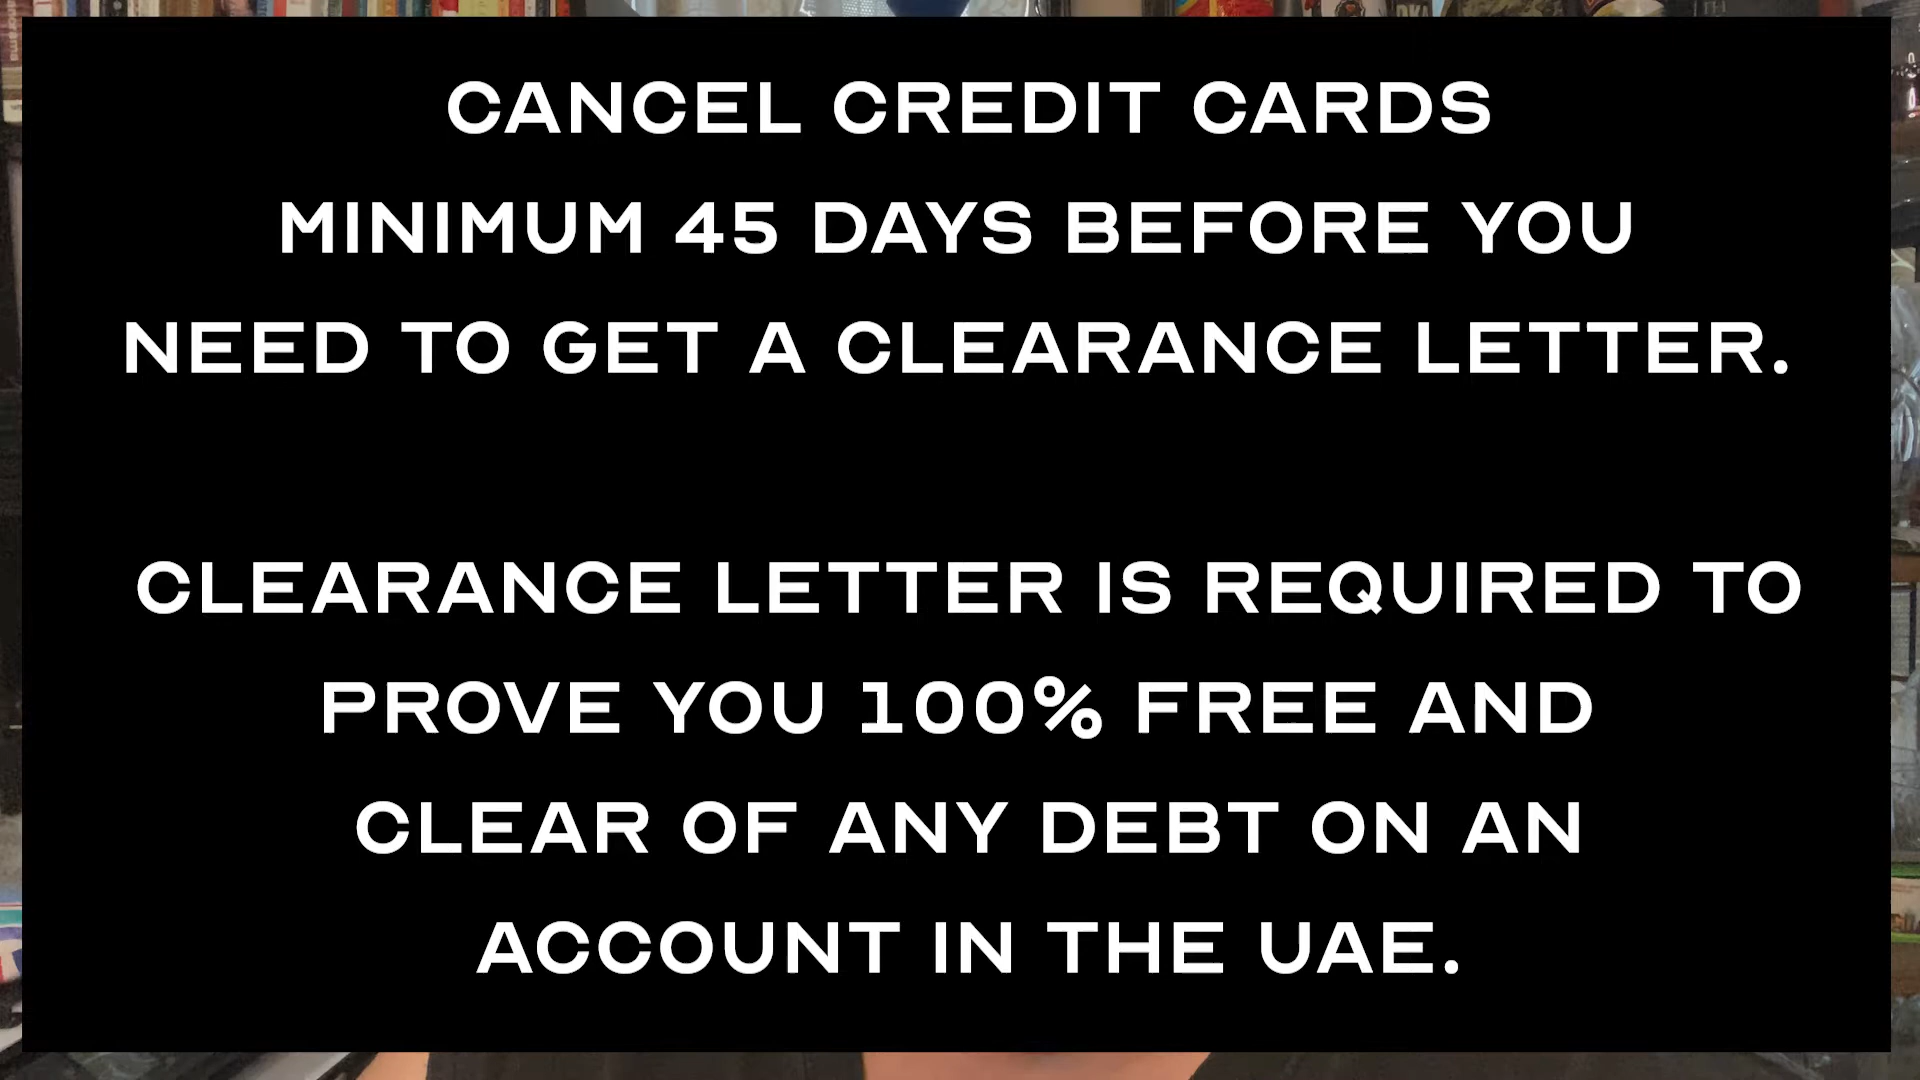 CANCEL CREDIT CARDS
MINIMUM 45 DAYS BEFORE YOU
NEED TO GET A CLEARANCE LETTER.
CLEARANCE LETTER IS REQUIRED TO
PROVE YOU 100% FREE AND
CLEAR OF ANY DEBT ON AN
ACCOUNT IN THE UAE.